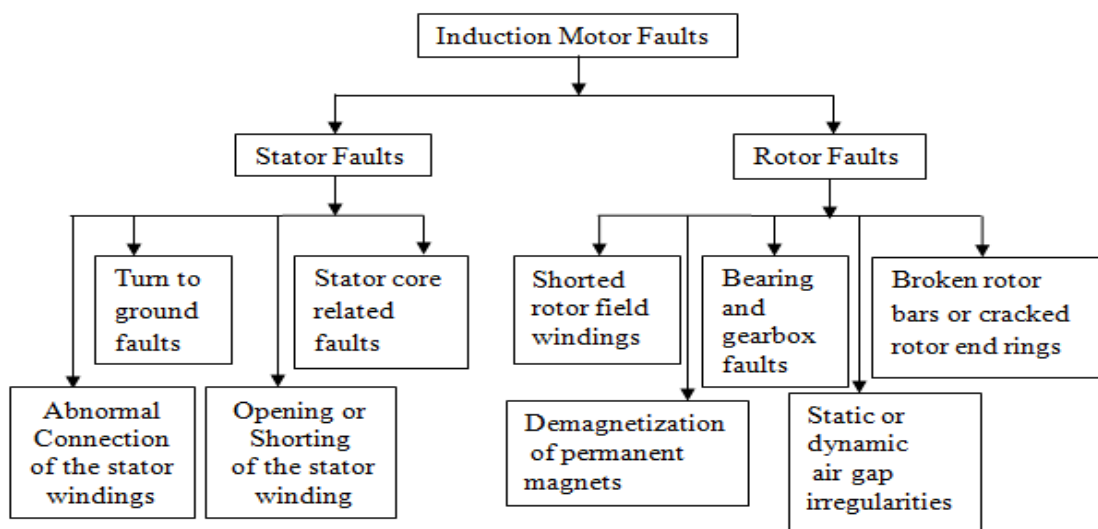 Induction Motor Faults
Stator Faults
Rotor Faults
Turn to
ground
faults
Stator core
related
faults
Shorted
rotor field
windings
Bearing
and
gearbox
faults
Broken rotor
bars or cracked
rotor end rings
Abnormal
Connection
of the stator
windings
Opening or
Shorting
of the stator
winding
Demagnetization
of permanent
magnets
Static or
dynamic
air gap
irregularities